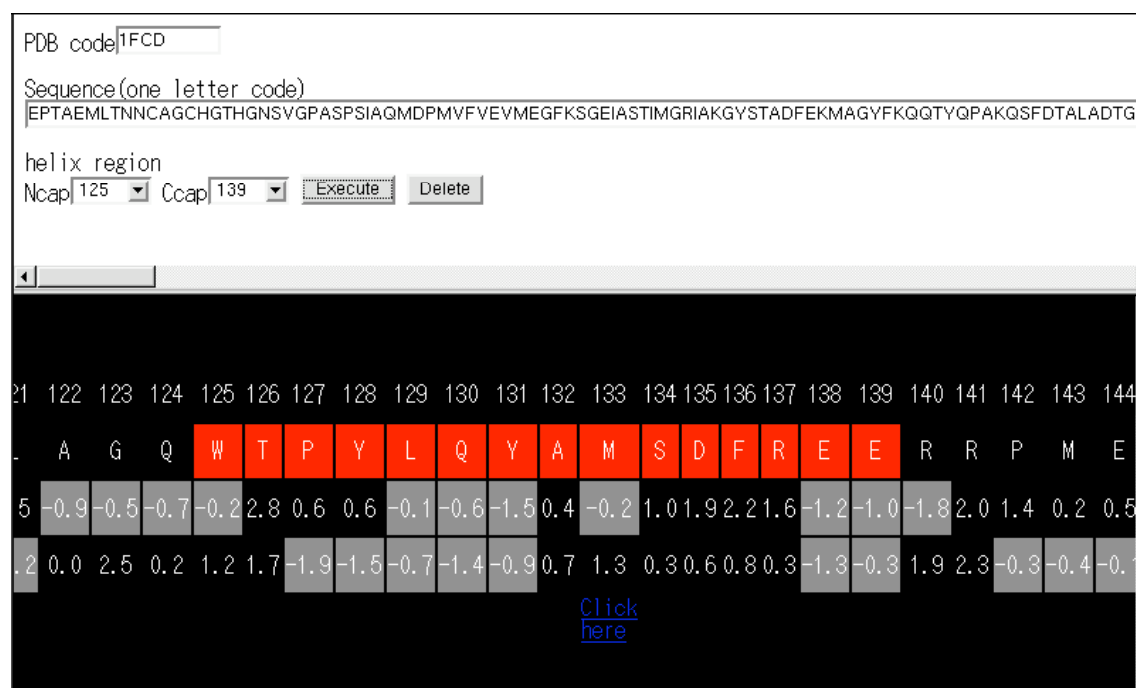 PDB code 1FCD
Sequence(one letter code)
EPTAEMLTNNCAGCHGTHGNSVGPASPSIAQMDPMVFVEVMEGFKSGEIASTIMGRIAKGYSTADFEKMAGYFKQQTYQPAKQSFDTALADTG
helix region
Ncap 125 Ccap 139 Execute Delete
21 122 123 124 125 126 127 128 129 130 131 132 133 134 135 136 137 138 139 140 141 142 143 144
A G Q W T P Y L Q Y A M S D F R E E R R P M E
5 -0.9 -0.5 -0.7 -0.2 2.8 0.6 0.6 -0.1 -0.6 -1.5 0.4 -0.2 1.0 1.9 2.2 1.6 -1.2 -1.0 -1.8 2.0 1.4 0.2 0.5
.2 0.0 2.5 0.2 1.2 1.7 -1.9 -1.5 -0.7 -1.4 -0.9 0.7 1.3 0.3 0.6 0.8 0.3 -1.3 -0.3 1.9 2.3 -0.3 -0.4 -0.
Click
here